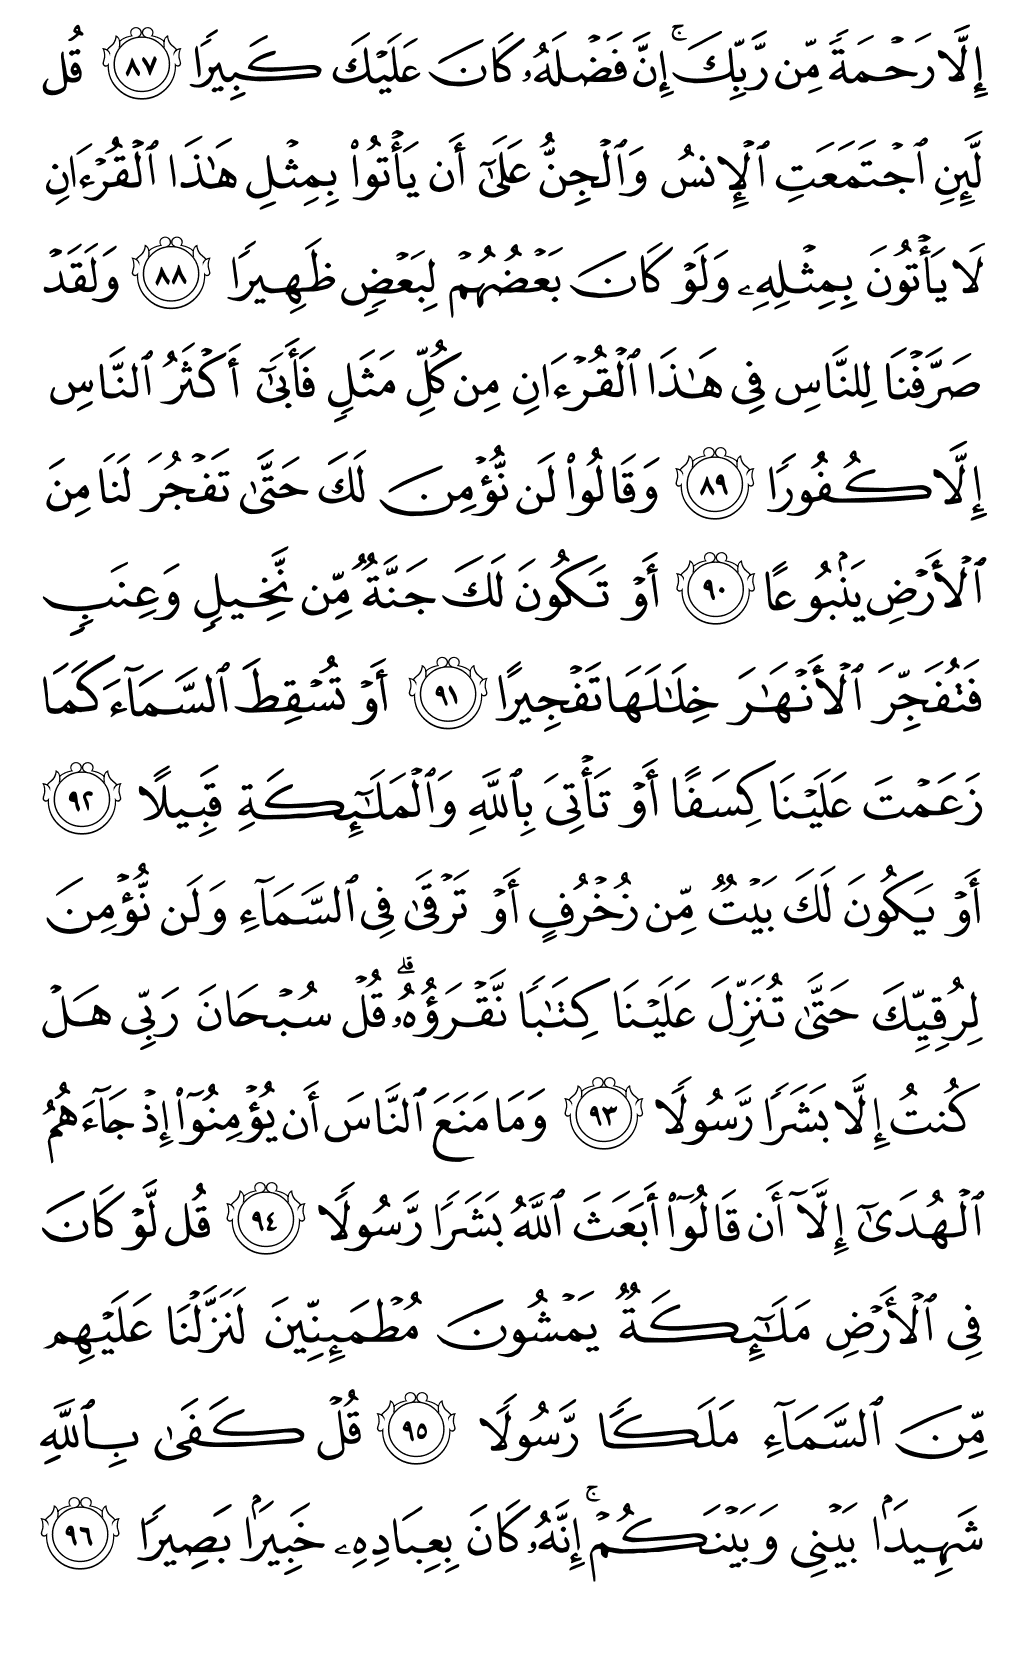 إِلَّا رَحْمَةً مِّن رَّبِّكَ ۚ إِنَّ فَضْلَهُۥ كَانَ عَلَيْكَ كَبِيرًا ٨٧ قُل
لَّئِنِ ٱجْتَمَعَتِ ٱلْإِنسُ وَٱلْجِنُّ عَلَىٰٓ أَن يَأْتُوا۟ بِمِثْلِ هَـٰذَا ٱلْقُرْءَانِ
لَا يَأْتُونَ بِمِثْلِهِۦ وَلَوْ كَانَ بَعْضُهُمْ لِبَعْضٍ ظَهِيرًا ٨٨ وَلَقَدْ
صَرَّفْنَا لِلنَّاسِ فِى هَـٰذَا ٱلْقُرْءَانِ مِن كُلِّ مَثَلٍ فَأَبَىٰٓ أَكْثَرُ ٱلنَّاسِ
إِلَّا كُفُورًا ٨٩ وَقَالُوا۟ لَن نُّؤْمِنَ لَكَ حَتَّىٰ تَفْجُرَ لَنَا مِنَ
ٱلْأَرْضِ يَنۢبُوعًا ٩٠ أَوْ تَكُونَ لَكَ جَنَّةٌ مِّن نَّخِيلٍ وَعِنَبٍ
فَتُفَجِّرَ ٱلْأَنْهَـٰرَ خِلَـٰلَهَا تَفْجِيرًا ٩١ أَوْ تُسْقِطَ ٱلسَّمَآءَ كَمَا
زَعَمْتَ عَلَيْنَا كِسَفًا أَوْ تَأْتِىَ بِٱللَّهِ وَٱلْمَلَـٰٓئِكَةِ قَبِيلًا ٩٢
أَوْ يَكُونَ لَكَ بَيْتٌ مِّن زُخْرُفٍ أَوْ تَرْقَىٰ فِى ٱلسَّمَآءِ وَلَن نُّؤْمِنَ
لِرُقِيِّكَ حَتَّىٰ تُنَزِّلَ عَلَيْنَا كِتَـٰبًا نَّقْرَؤُهُۥ ۗ قُلْ سُبْحَانَ رَبِّى هَلْ
كُنتُ إِلَّا بَشَرًا رَّسُولًا ٩٣ وَمَا مَنَعَ ٱلنَّاسَ أَن يُؤْمِنُوٓا۟ إِذْ جَآءَهُمُ
ٱلْهُدَىٰٓ إِلَّآ أَن قَالُوٓا۟ أَبَعَثَ ٱللَّهُ بَشَرًا رَّسُولًا ٩٤ قُل لَّوْ كَانَ
فِى ٱلْأَرْضِ مَلَـٰٓئِكَةٌ يَمْشُونَ مُطْمَئِنِّينَ لَنَزَّلْنَا عَلَيْهِم
مِّنَ ٱلسَّمَآءِ مَلَكًا رَّسُولًا ٩٥ قُلْ كَفَىٰ بِٱللَّهِ
شَهِيدًۢا بَيْنِى وَبَيْنَكُمْ ۚ إِنَّهُۥ كَانَ بِعِبَادِهِۦ خَبِيرًۢا بَصِيرًا ٩٦